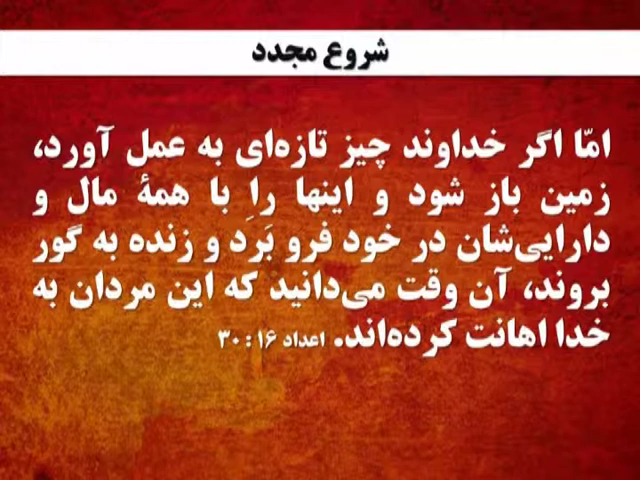 شروع مجدد
امّا اگر خداوند چیز تازه‌ای به عمل آورد،
زمین باز شود و اینها را با همهٔ مال و
دارایی‌شان در خود فرو بَرَد و زنده به گور
بروند، آن وقت می‌دانید که این مردان به
خدا اهانت کرده‌اند. اعداد ۱۶ : ۳۰